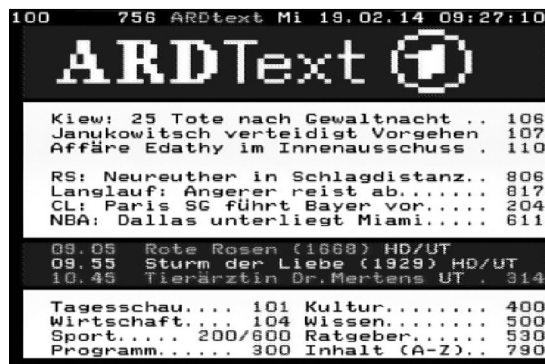 100 756 ARDtext Mi 19.02.14 09:27:10
ARDText 1
Kiew: 25 Tote nach Gewaltnacht .. 106
Janukowitsch verteidigt Vorgehen 107
Affäre Edathy im Innenausschuss . 110
RS: Neureuther in Schlagdistanz.. 806
Langlauf: Angerer reist ab....... 817
CL: Paris SG führt Bayer vor..... 204
NBA: Dallas unterliegt Miami..... 611
09.05 Rote Rosen (1668) HD/UT
09.55 Sturm der Liebe (1929) HD/UT
10.45 Tierärztin Dr.Mertens UT . 314
Tagesschau.... 101 Kultur........ 400
Wirtschaft.... 104 Wissen........ 500
Sport..... 200/600 Ratgeber...... 530
Programm...... 300 Inhalt (A-Z).. 790